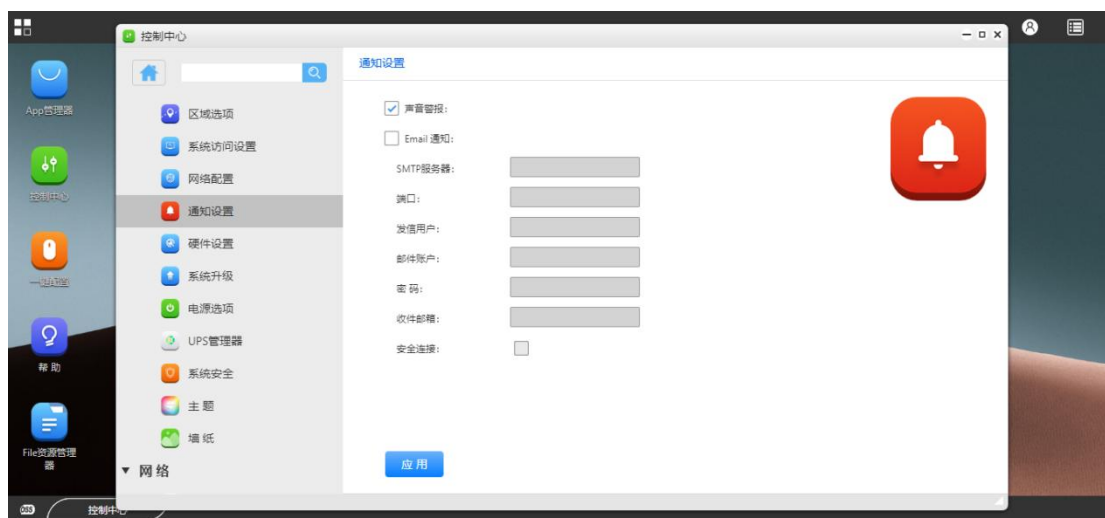 控制中心
App管理器
控制中心
一键配置
帮 助
File资源管理
器
区域选项
系统访问设置
网络配置
通知设置
硬件设置
系统升级
电源选项
UPS管理器
系统安全
主 题
墙 纸
▼ 网 络
通知设置
声音警报:
Email 通知:
SMTP服务器:
端口:
发信用户:
邮件账户:
密 码:
收件邮箱:
安全连接:
应 用
控制中心